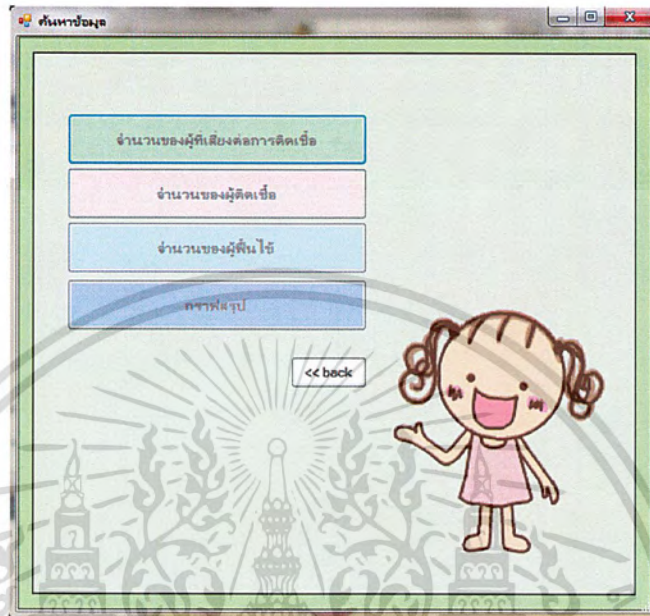 ค้นหาข้อมูล
จำนวนของผู้ที่เสี่ยงต่อการติดเชื้อ
จำนวนของผู้ติดเชื้อ
จำนวนของผู้ฟื้นไข้
กราฟสรุป
<< back